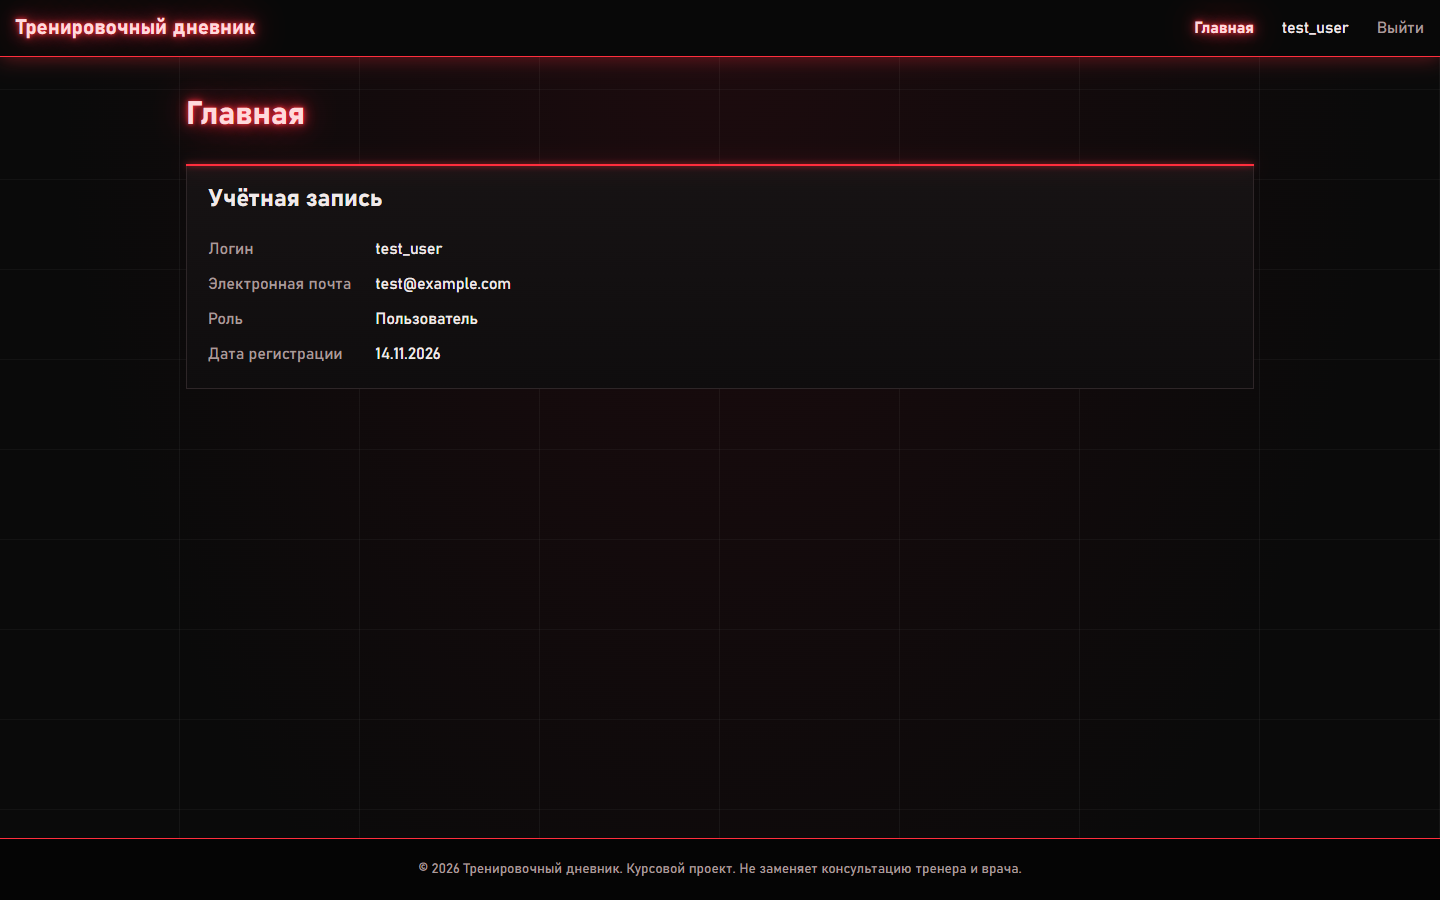 Тренировочный дневник
Главная test_user Выйти
Главная
Учётная запись
Логин test_user
Электронная почта test@example.com
Роль Пользователь
Дата регистрации 14.11.2026
© 2026 Тренировочный дневник. Курсовой проект. Не заменяет консультацию тренера и врача.